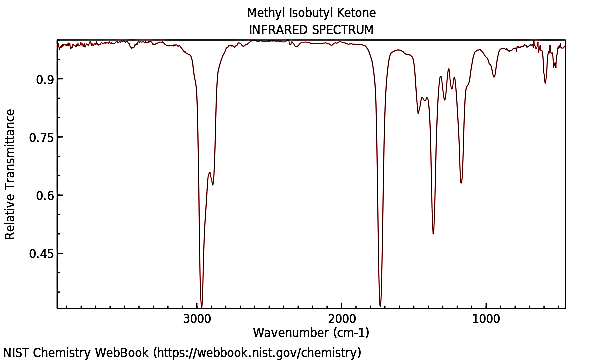 Methyl Isobutyl Ketone
INFRARED SPECTRUM
Relative Transmittance
0.9
0.75
0.6
0.45
3000 2000 1000
Wavenumber (cm-1)
NIST Chemistry WebBook (https://webbook.nist.gov/chemistry)